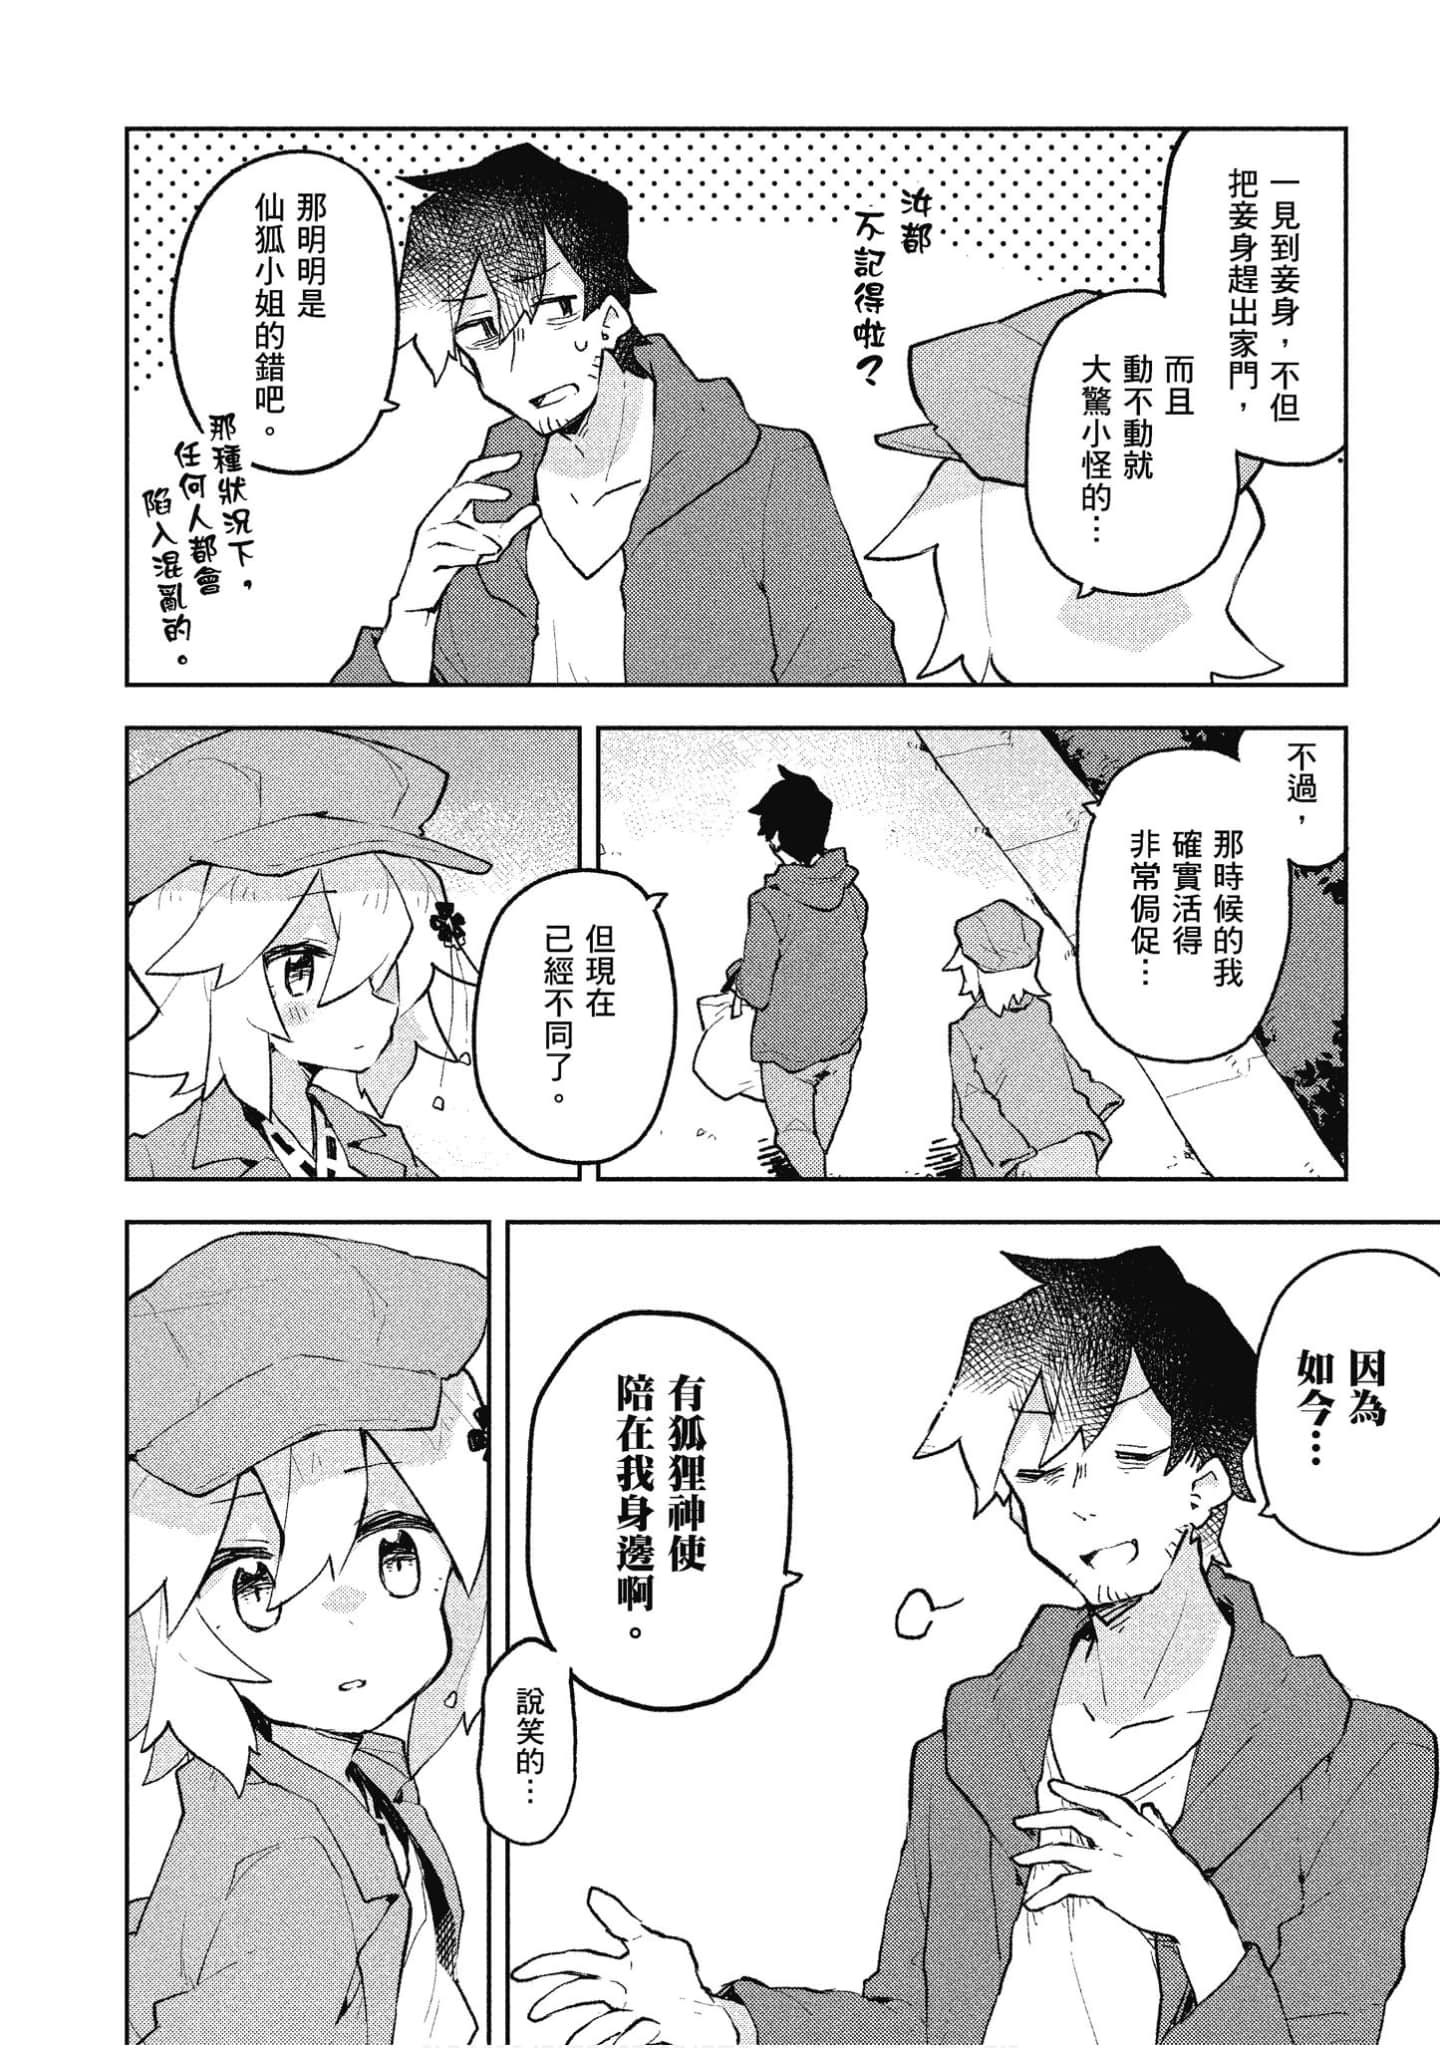 一見到妾身，不但
把妾身趕出家門，
而且
動不動就
大驚小怪的…
汝都
不記得啦？
那明明是
仙狐小姐的錯吧。
那種狀況下，
任何人都會
陷入混亂的。
不過，
那時候的我
確實活得
非常侷促…
但現在
已經不同了。
因為
如今…
有狐狸神使
陪在我身邊啊。
說笑的…